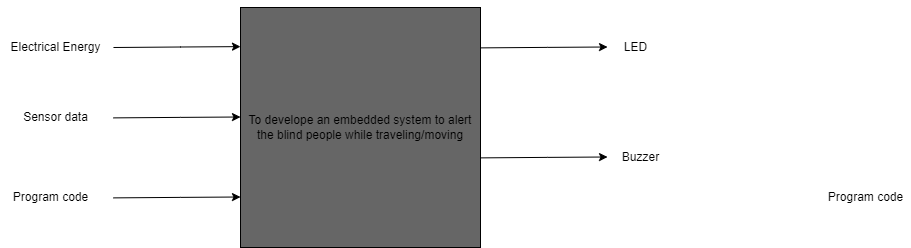 Electrical Energy
LED
Sensor data
To develope an embedded system to alert
the blind people while traveling/moving
Buzzer
Program code
Program code